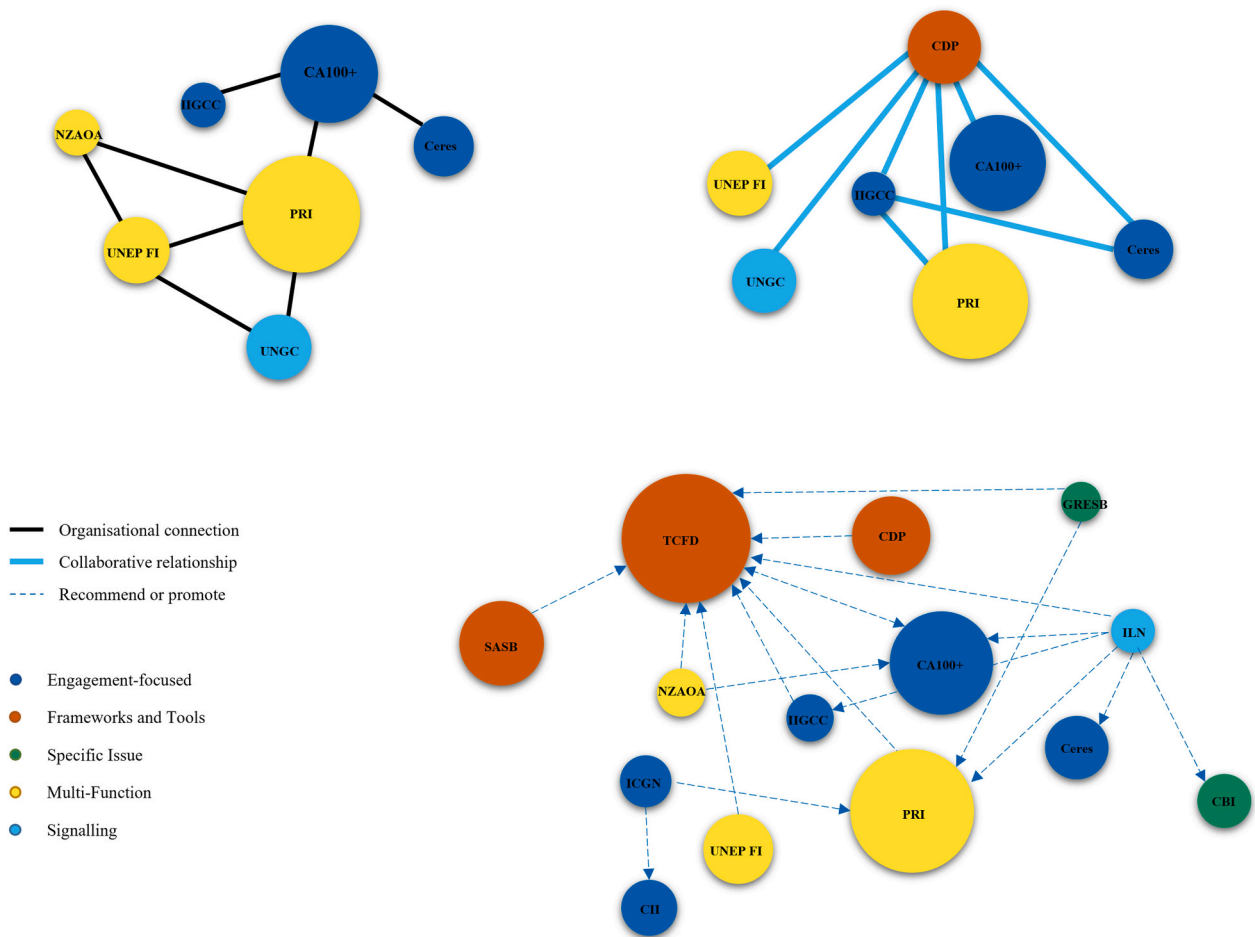 CA100+
IIGCC
NZAOA
Ceres
PRI
UNEP FI
UNGC
CDP
CA100+
UNEP FI
IIGCC
Ceres
UNGC
PRI
Organisational connection
Collaborative relationship
Recommend or promote
Engagement-focused
Frameworks and Tools
Specific Issue
Multi-Function
Signalling
GRESB
TCFD
CDP
ILN
SASB
CA100+
NZAOA
IIGCC
Ceres
ICGN
CBI
PRI
UNEP FI
CII